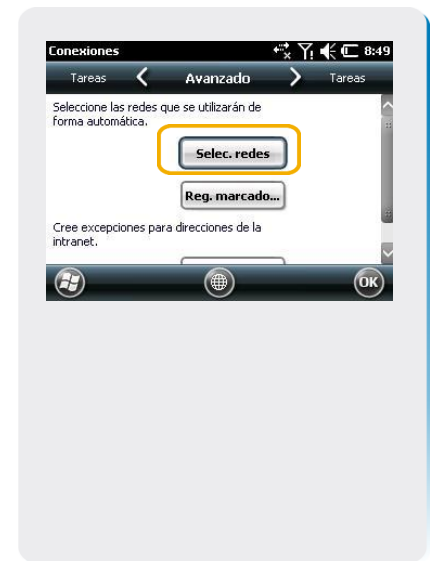 Conexiones 8:49
Tareas Avanzado Tareas
Seleccione las redes que se utilizarán de
forma automática.
Selec. redes
Reg. marcado...
Cree excepciones para direcciones de la
intranet.
OK